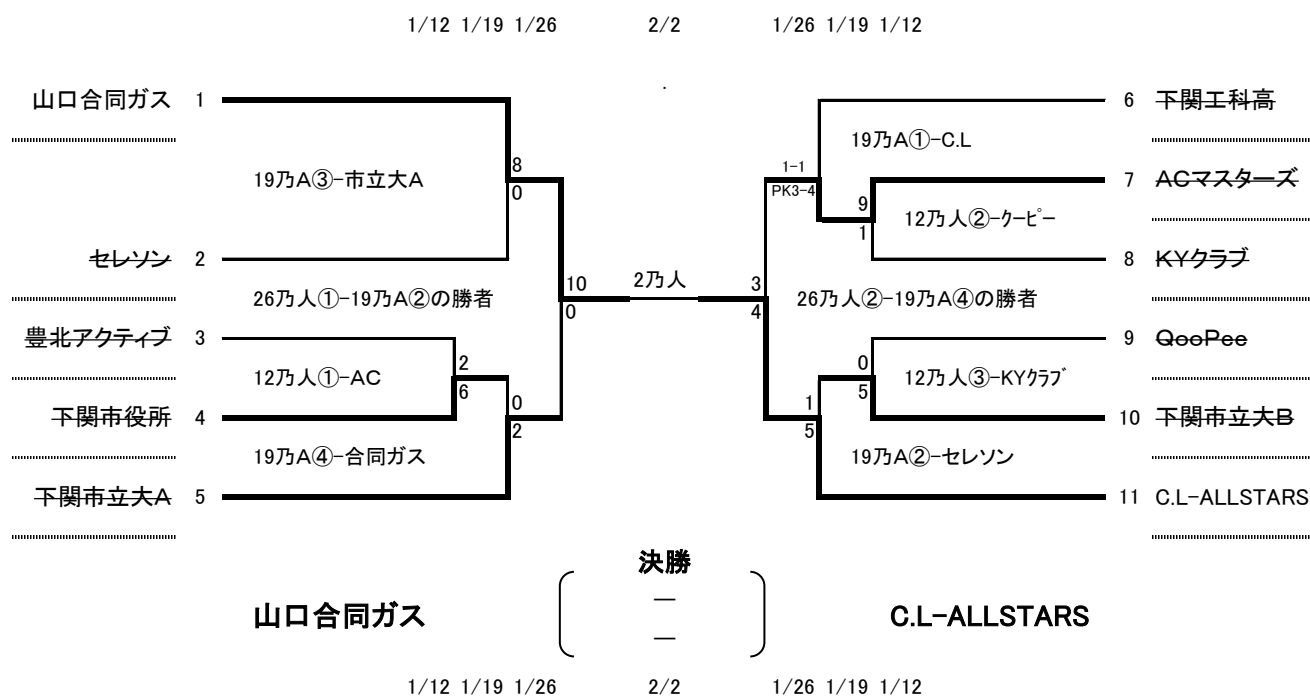 1/12 1/19 1/26 2/2 1/26 1/19 1/12
山口合同ガス 1
6 下関工科高
19乃A①-C.L
8
0
19乃A③-市立大A
1-1
PK3-4
7 ACマスターズ
9
1
12乃人②-クーピー
セレソン 2
8 KYクラブ
26乃人①-19乃A②の勝者
10
0
2乃人
3
4
26乃人②-19乃A④の勝者
豊北アクティブ 3
9 QooPee
12乃人①-AC
2
6
0
5
12乃人③-KYクラブ
下関市役所 4
0
2
1
5
10 下関市立大B
19乃A④-合同ガス
19乃A②-セレソン
下関市立大A 5
11 C.L-ALLSTARS
決勝
山口合同ガス
—
—
C.L-ALLSTARS
1/12 1/19 1/26 2/2 1/26 1/19 1/12